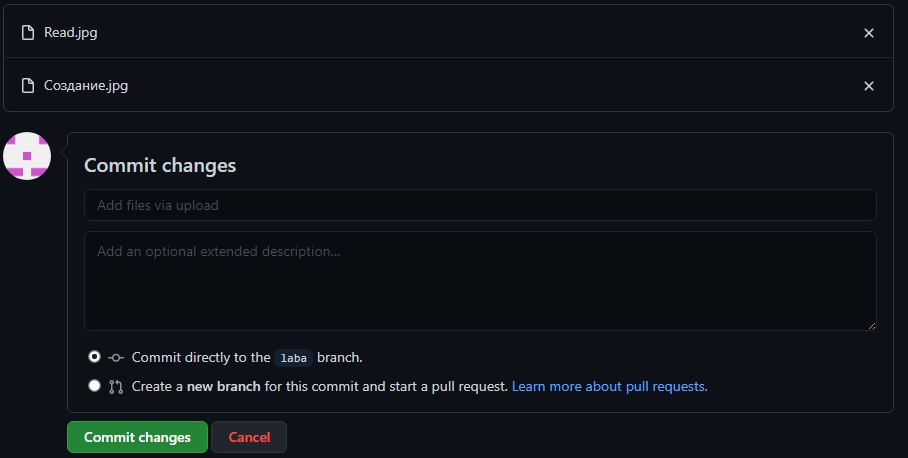 Read.jpg
Создание.jpg
Commit changes
Add files via upload
Add an optional extended description...
Commit directly to the laba branch.
Create a new branch for this commit and start a pull request. Learn more about pull requests.
Commit changes
Cancel